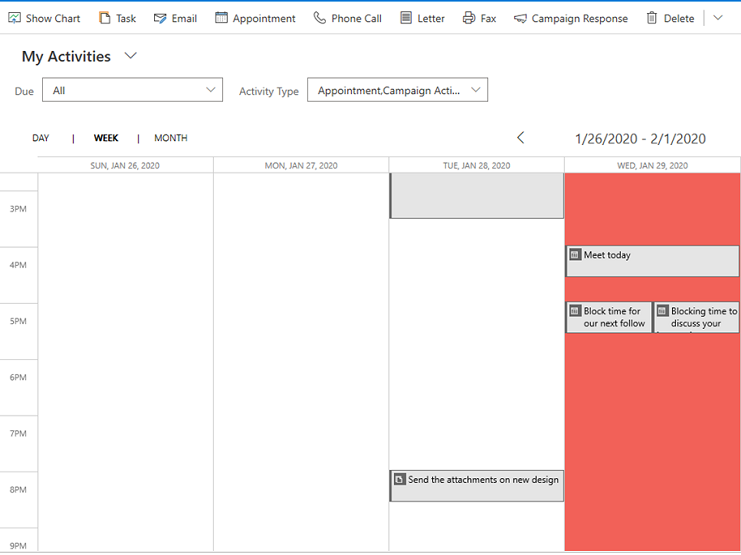 Show Chart Task Email Appointment Phone Call Letter Fax Campaign Response Delete
My Activities
Due All Activity Type Appointment,Campaign Acti...
DAY | WEEK | MONTH 1/26/2020 - 2/1/2020
SUN, JAN 26, 2020 MON, JAN 27, 2020 TUE, JAN 28, 2020 WED, JAN 29, 2020
3PM
4PM Meet today
5PM
Block time for
our next follow
Blocking time to
discuss your
6PM
7PM
8PM Send the attachments on new design
9PM